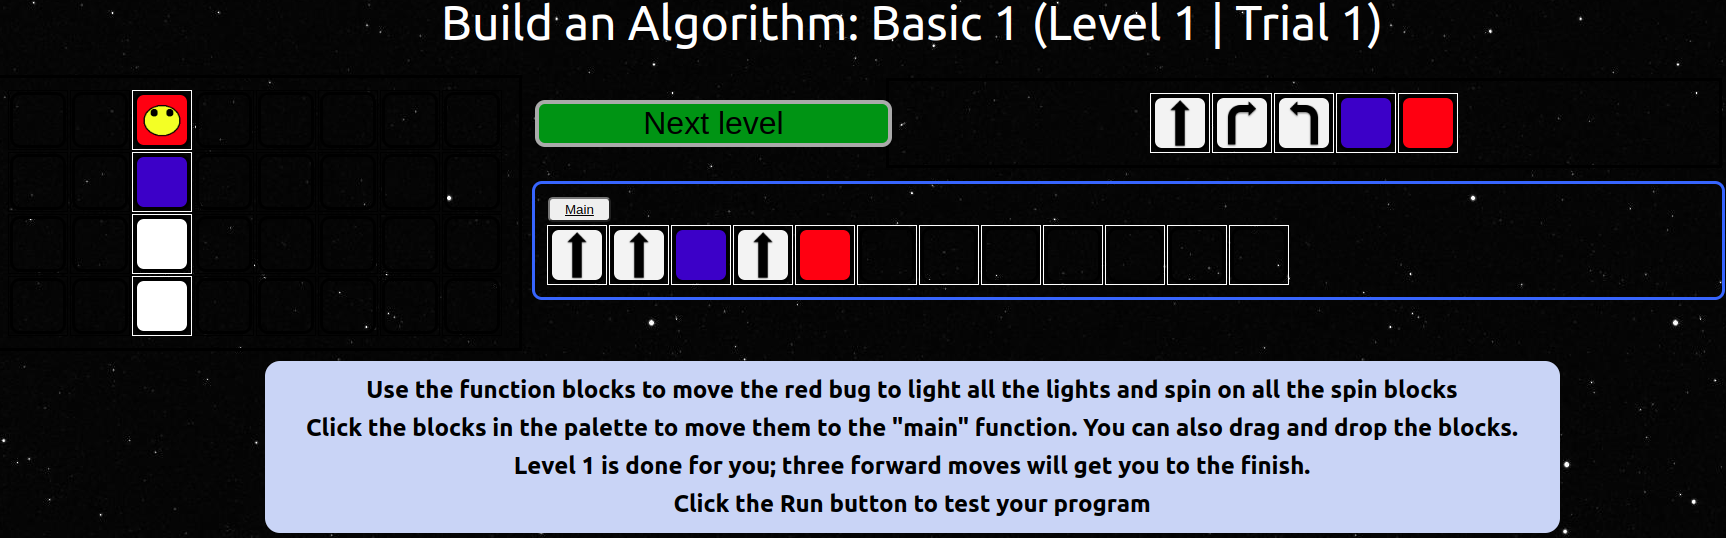 Build an Algorithm: Basic 1 (Level 1 | Trial 1)
Next level
Main
Use the function blocks to move the red bug to light all the lights and spin on all the spin blocks
Click the blocks in the palette to move them to the "main" function. You can also drag and drop the blocks.
Level 1 is done for you; three forward moves will get you to the finish.
Click the Run button to test your program